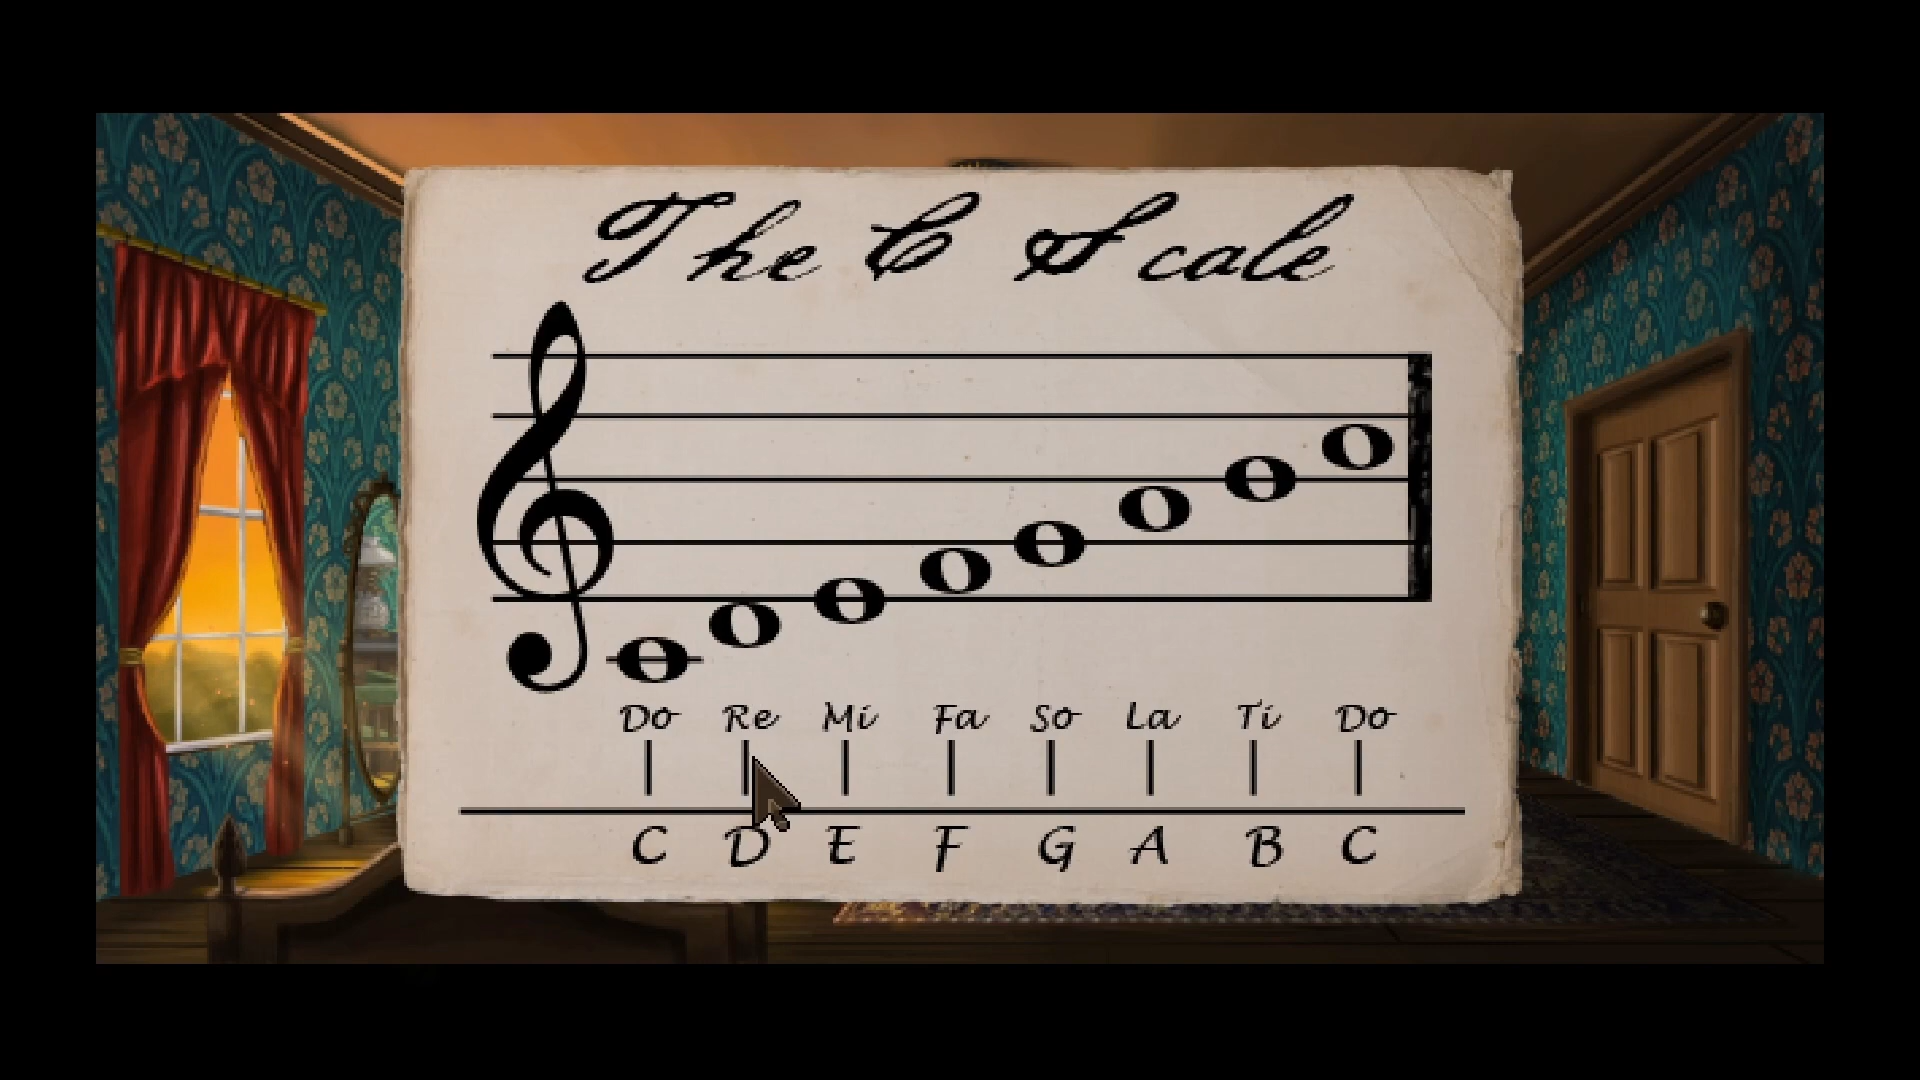 The C Scale
Do Re Mi Fa So La Ti Do
C D E F G A B C